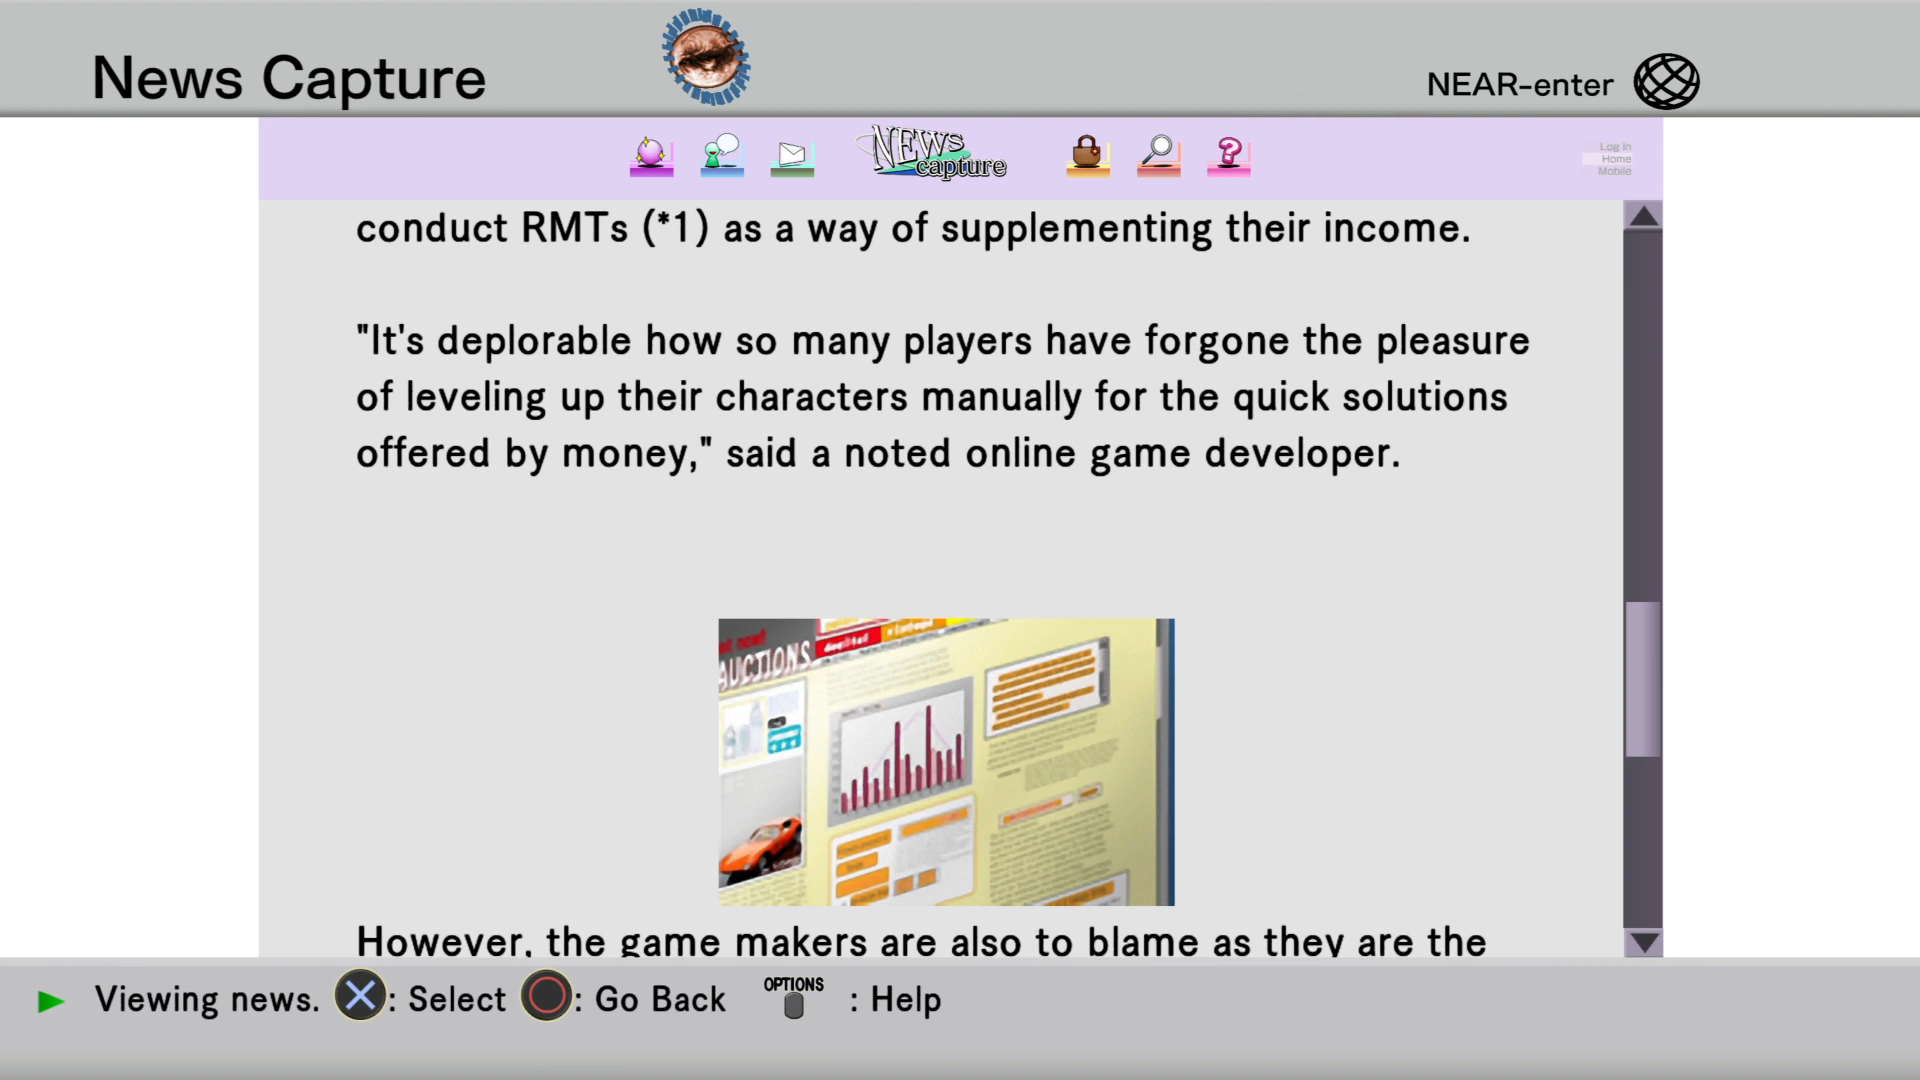 News Capture
NEAR-enter
NEWS
capture
Log In
Home
Mobile
conduct RMTs (*1) as a way of supplementing their income.
"It's deplorable how so many players have forgone the pleasure
of leveling up their characters manually for the quick solutions
offered by money," said a noted online game developer.
AUCTIONS
However, the game makers are also to blame as they are the
Viewing news. : Select : Go Back OPTIONS : Help